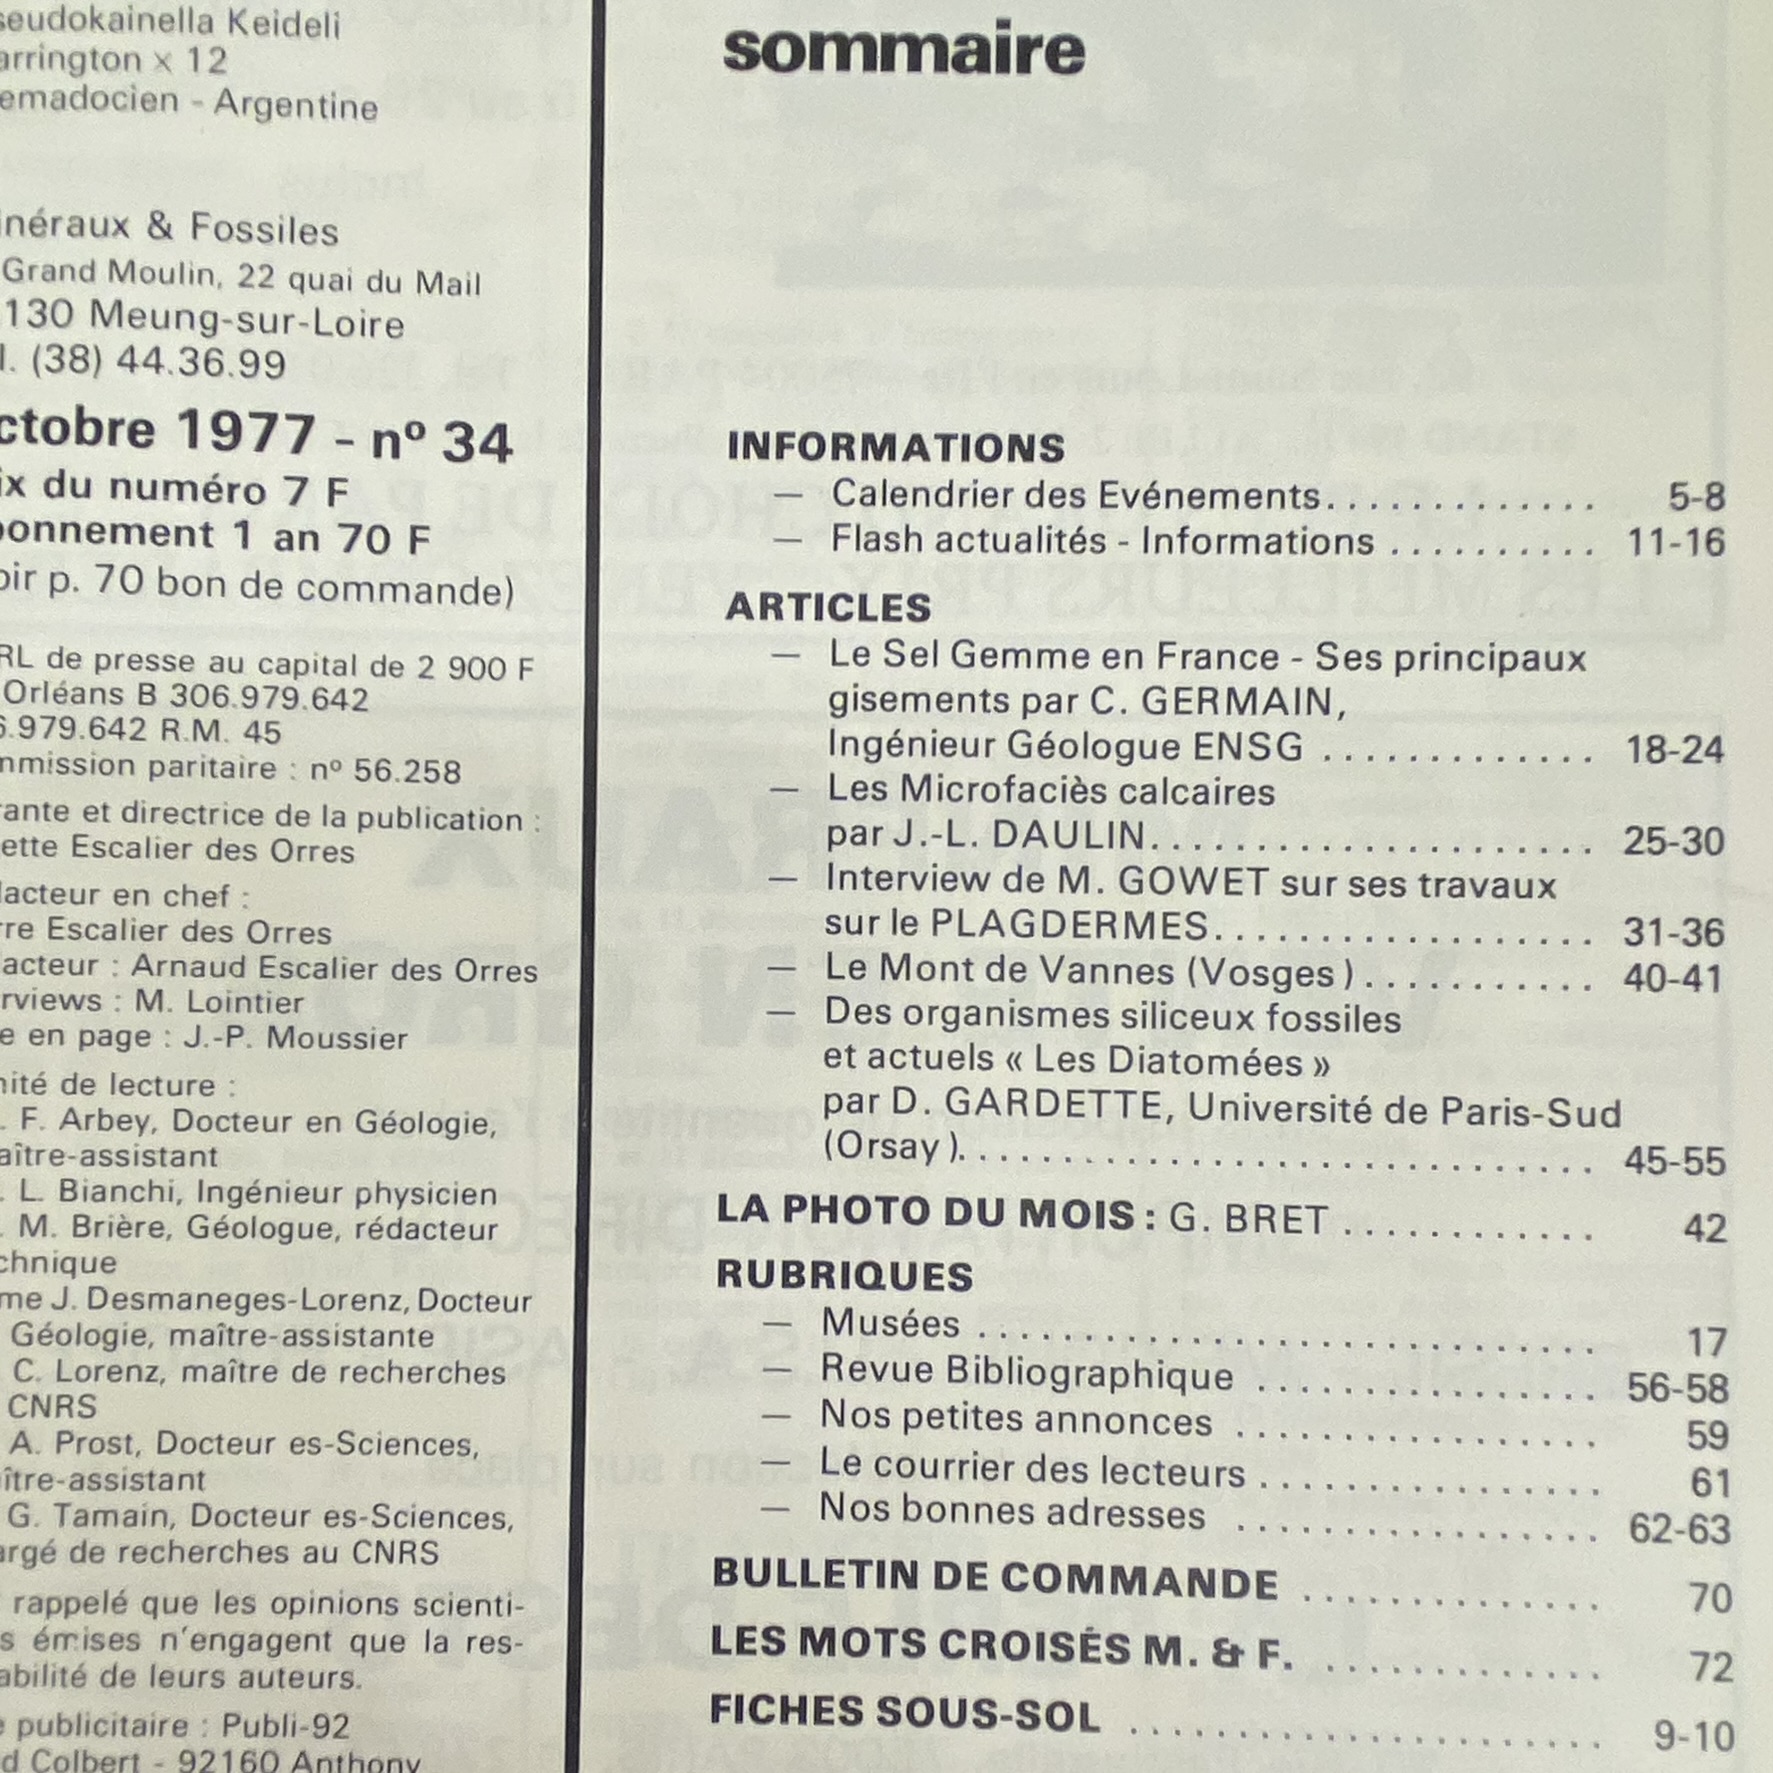 seudokainella Keideli
arrington x 12
emadocien - Argentine
inéraux & Fossiles
Grand Moulin, 22 quai du Mail
130 Meung-sur-Loire
l. (38) 44.36.99
ctobre 1977 - nº 34
ix du numéro 7 F
onnement 1 an 70 F
oir p. 70 bon de commande)
RL de presse au capital de 2 900 F
Orléans B 306.979.642
6.979.642 R.M. 45
mmission paritaire : nº 56.258
rante et directrice de la publication :
ette Escalier des Orres
dacteur en chef :
rre Escalier des Orres
acteur : Arnaud Escalier des Orres
rviews : M. Lointier
e en page : J.-P. Moussier
mité de lecture :
. F. Arbey, Docteur en Géologie,
aître-assistant
. L. Bianchi, Ingénieur physicien
. M. Brière, Géologue, rédacteur
chnique
me J. Desmaneges-Lorenz, Docteur
Géologie, maître-assistante
C. Lorenz, maître de recherches
CNRS
A. Prost, Docteur es-Sciences,
aître-assistant
G. Tamain, Docteur es-Sciences,
argé de recherches au CNRS
rappelé que les opinions scienti-
s émises n'engagent que la res-
abilité de leurs auteurs.
e publicitaire : Publi-92
d Colbert - 92160 Anthony
sommaire
INFORMATIONS
— Calendrier des Evénements. . . . . . . . . . . . . 5-8
— Flash actualités - Informations . . . . . . . . . . 11-16
ARTICLES
— Le Sel Gemme en France - Ses principaux
gisements par C. GERMAIN,
Ingénieur Géologue ENSG . . . . . . . . . . . . . 18-24
— Les Microfaciès calcaires
par J.-L. DAULIN. . . . . . . . . . . . . . . . . . . . . 25-30
— Interview de M. GOWET sur ses travaux
sur le PLAGDERMES. . . . . . . . . . . . . . . . . . 31-36
— Le Mont de Vannes (Vosges) . . . . . . . . . . . 40-41
— Des organismes siliceux fossiles
et actuels « Les Diatomées »
par D. GARDETTE, Université de Paris-Sud
(Orsay ). . . . . . . . . . . . . . . . . . . . . . . . . . . 45-55
LA PHOTO DU MOIS : G. BRET . . . . . . . . . . . . 42
RUBRIQUES
— Musées . . . . . . . . . . . . . . . . . . . . . . . . . . 17
— Revue Bibliographique . . . . . . . . . . . . . . . . 56-58
— Nos petites annonces . . . . . . . . . . . . . . . . . 59
— Le courrier des lecteurs . . . . . . . . . . . . . . . . 61
— Nos bonnes adresses . . . . . . . . . . . . . . . . . 62-63
BULLETIN DE COMMANDE . . . . . . . . . . . . . 70
LES MOTS CROISÉS M. & F. . . . . . . . . . . . . 72
FICHES SOUS-SOL . . . . . . . . . . . . . . . . . . . . 9-10